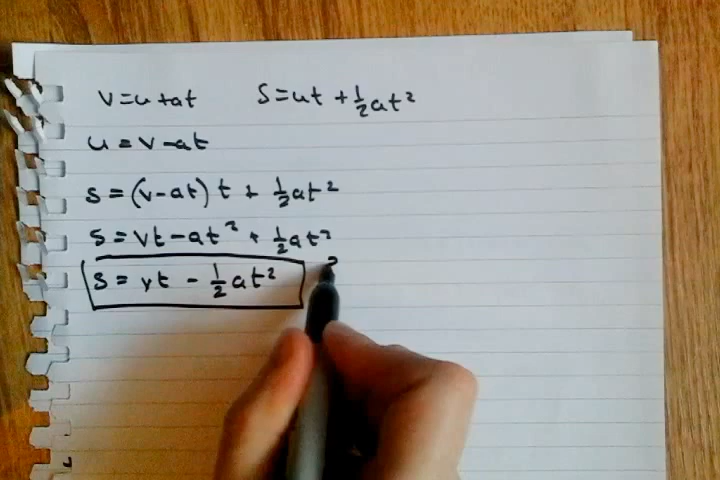 v=u+at s=ut+½at²
u=v-at
s=(v-at)t+½at²
s=vt-at²+½at²
s=vt-½at²